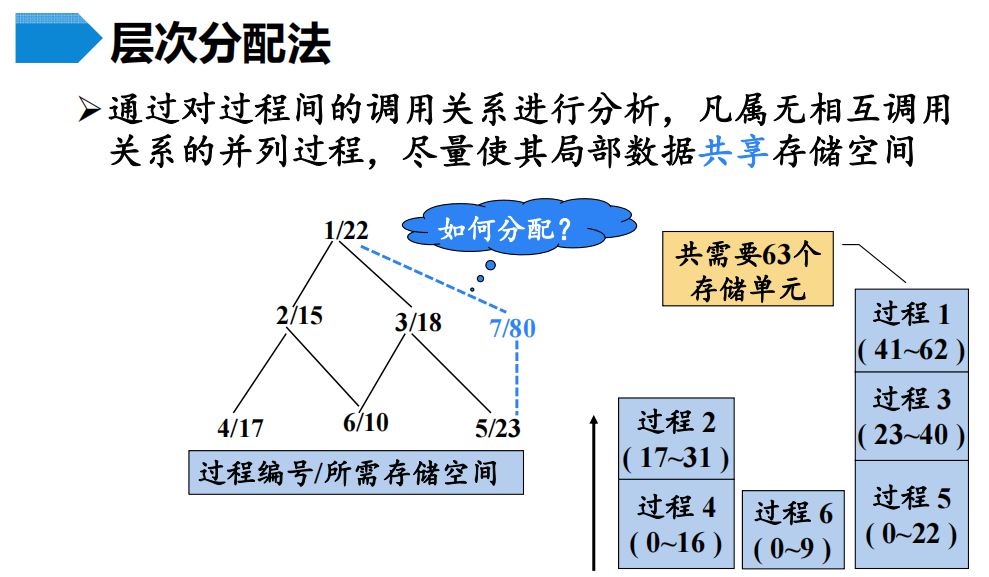 层次分配法
➢通过对过程间的调用关系进行分析，凡属无相互调用
关系的并列过程，尽量使其局部数据共享存储空间
如何分配？
1/22
2/15
3/18
7/80
4/17
6/10
5/23
过程编号/所需存储空间
共需要63个
存储单元
过程 1
( 41~62 )
过程 3
( 23~40 )
过程 5
( 0~22 )
过程 2
( 17~31 )
过程 4
( 0~16 )
过程 6
( 0~9 )